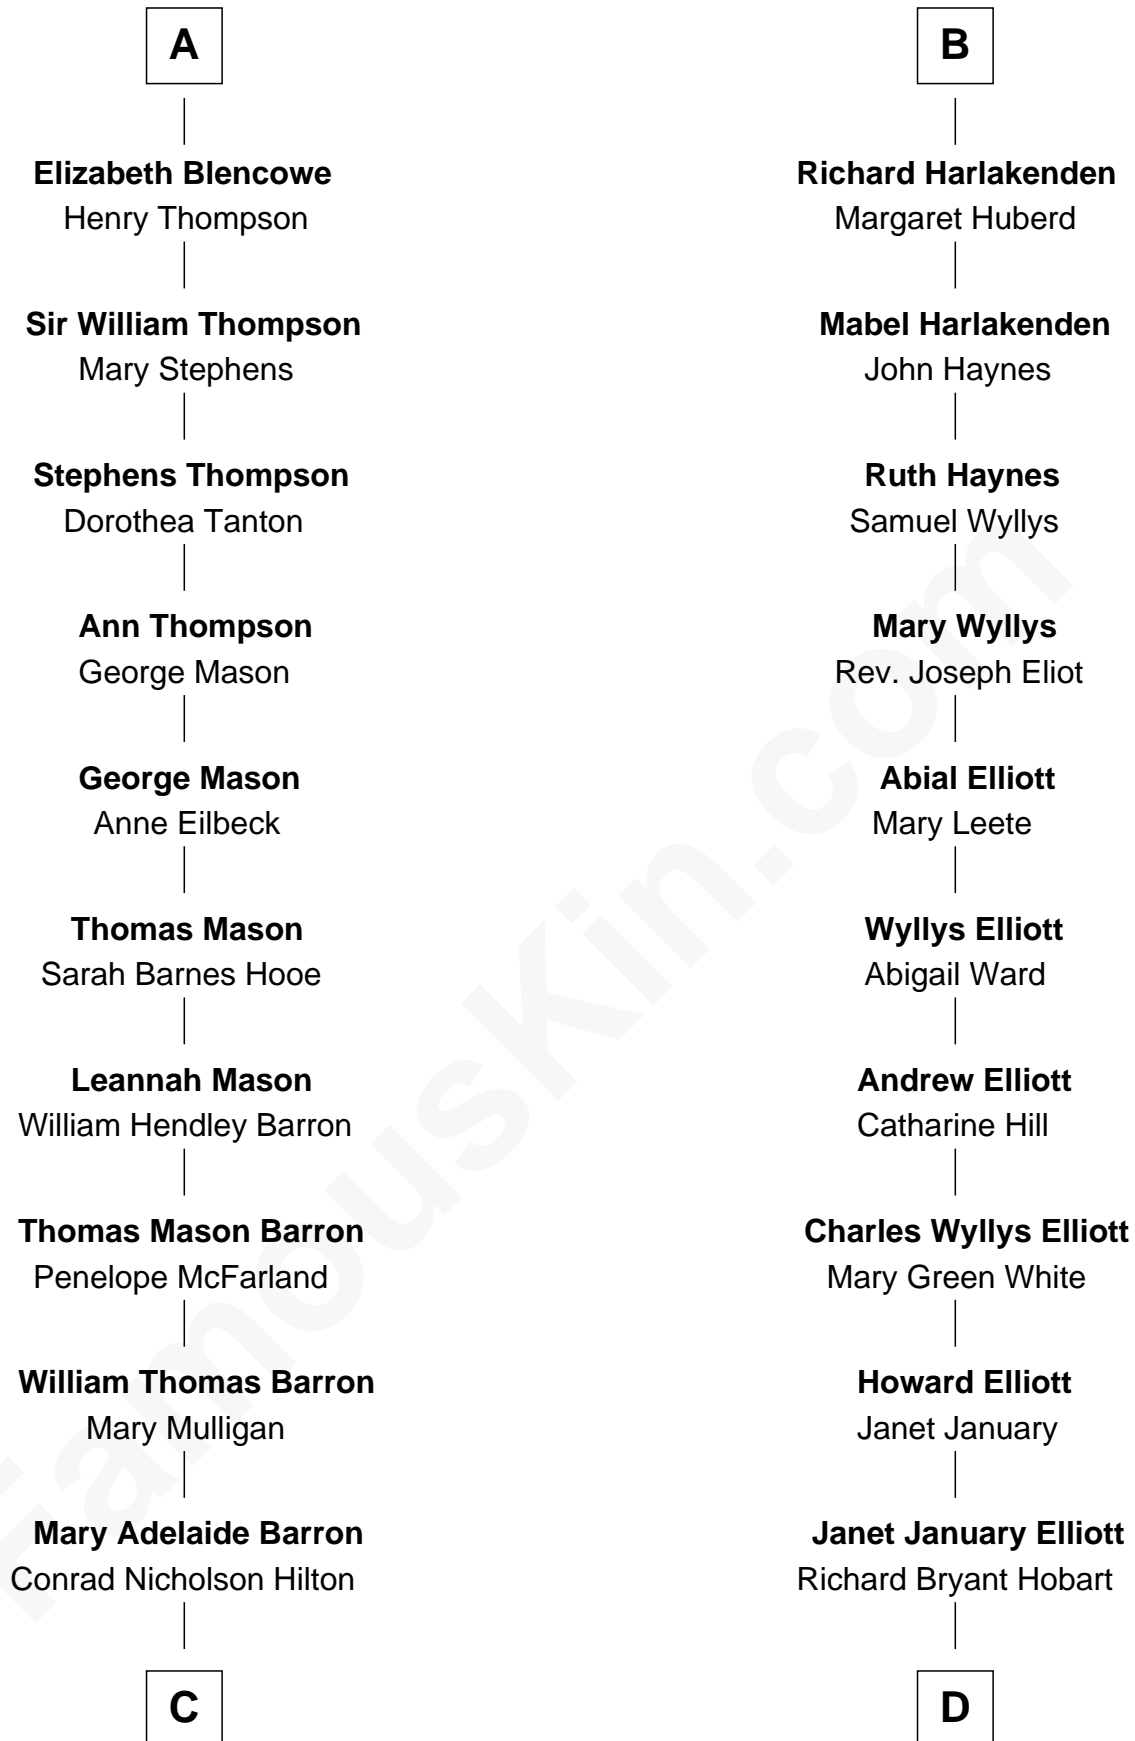 A
Elizabeth Blencowe
Henry Thompson
Sir William Thompson
Mary Stephens
Stephens Thompson
Dorothea Tanton
Ann Thompson
George Mason
George Mason
Anne Eilbeck
Thomas Mason
Sarah Barnes Hooe
Leannah Mason
William Hendley Barron
Thomas Mason Barron
Penelope McFarland
William Thomas Barron
Mary Mulligan
Mary Adelaide Barron
Conrad Nicholson Hilton
C
B
Richard Harlakenden
Margaret Huberd
Mabel Harlakenden
John Haynes
Ruth Haynes
Samuel Wyllys
Mary Wyllys
Rev. Joseph Eliot
Abial Elliott
Mary Leete
Wyllys Elliott
Abigail Ward
Andrew Elliott
Catharine Hill
Charles Wyllys Elliott
Mary Green White
Howard Elliott
Janet January
Janet January Elliott
Richard Bryant Hobart
D
FamousKin.com